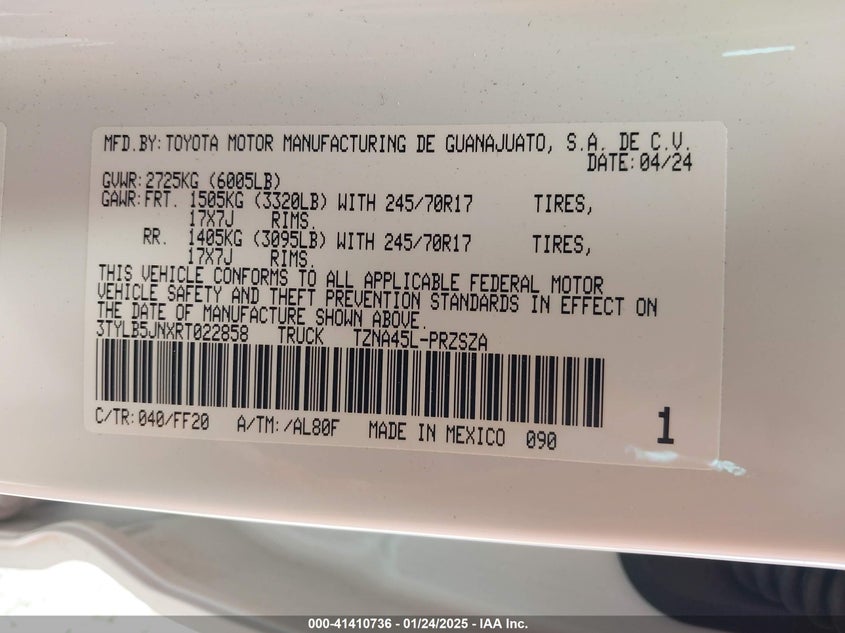 MFD.BY:TOYOTA MOTOR MANUFACTURING DE GUANAJUATO, S.A. DE C.V.
DATE:04/24
GVWR:2725KG (6005LB)
GAWR:FRT. 1505KG (3320LB) WITH 245/70R17 TIRES,
17X7J RIMS.
RR. 1405KG (3095LB) WITH 245/70R17 TIRES,
17X7J RIMS.
THIS VEHICLE CONFORMS TO ALL APPLICABLE FEDERAL MOTOR
VEHICLE SAFETY AND THEFT PREVENTION STANDARDS IN EFFECT ON
THE DATE OF MANUFACTURE SHOWN ABOVE.
3TYLB5JNXRT022858 TRUCK TZNA45L-PRZSZA
C/TR:040/FF20 A/TM:/AL80F MADE IN MEXICO 090 1
000-41410736 - 01/24/2025 - IAA Inc.